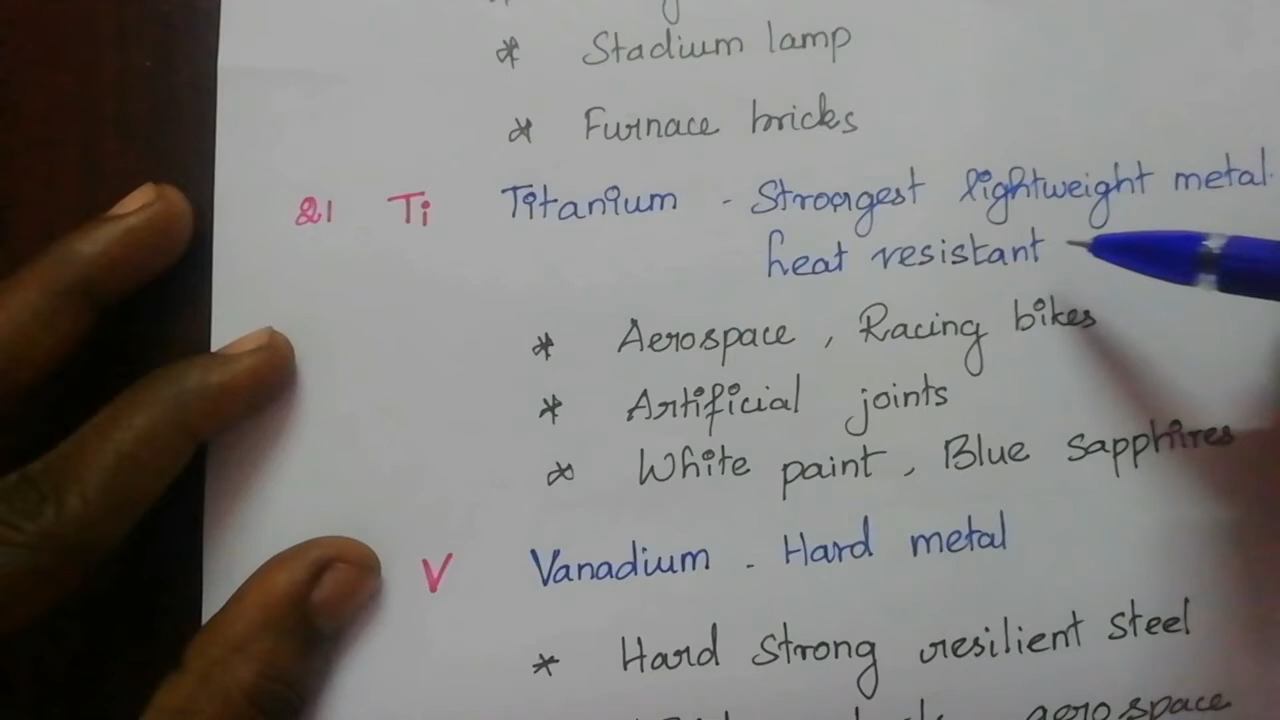 * Stadium lamp
* Furnace bricks
21 Ti Titanium - Strongest lightweight metal.
heat resistant
* Aerospace, Racing bikes
* Artificial joints
* White paint, Blue sapphires
V Vanadium - Hard metal
* Hard strong resilient steel
aerospace